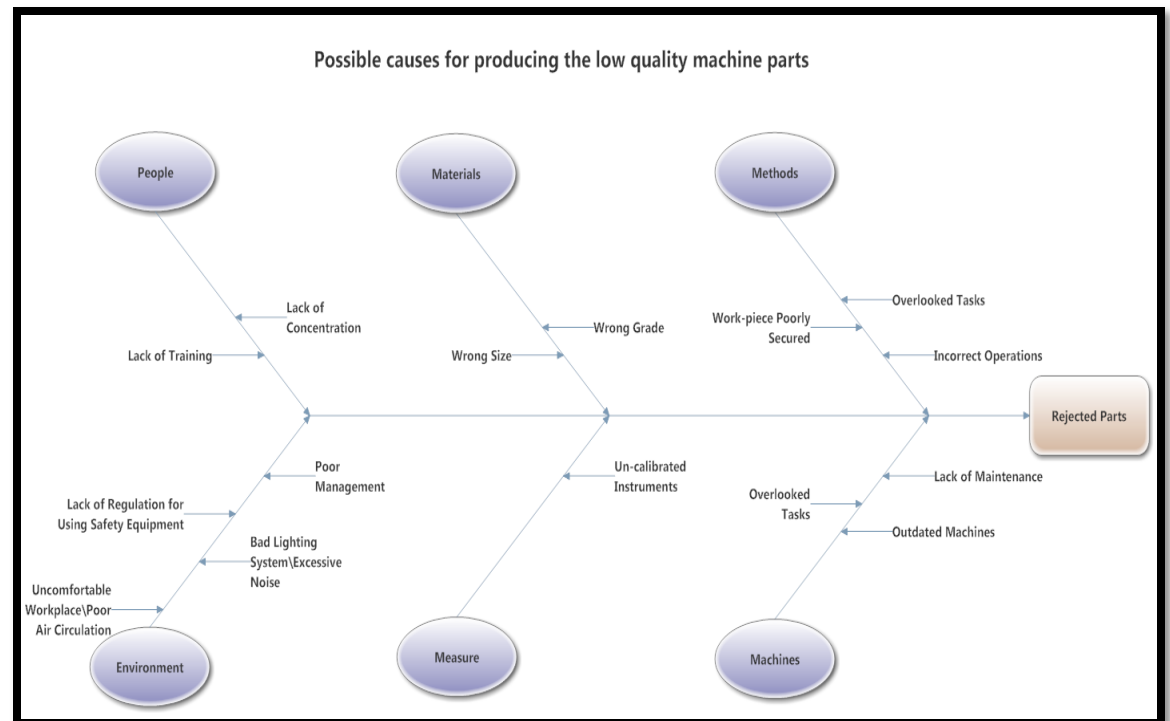 Possible causes for producing the low quality machine parts
People
Materials
Methods
Lack of
Concentration
Lack of Training
Wrong Grade
Wrong Size
Overlooked Tasks
Work-piece Poorly
Secured
Incorrect Operations
Rejected Parts
Poor
Management
Lack of Regulation for
Using Safety Equipment
Bad Lighting
System\Excessive
Noise
Uncomfortable
Workplace\Poor
Air Circulation
Un-calibrated
Instruments
Lack of Maintenance
Overlooked
Tasks
Outdated Machines
Environment
Measure
Machines